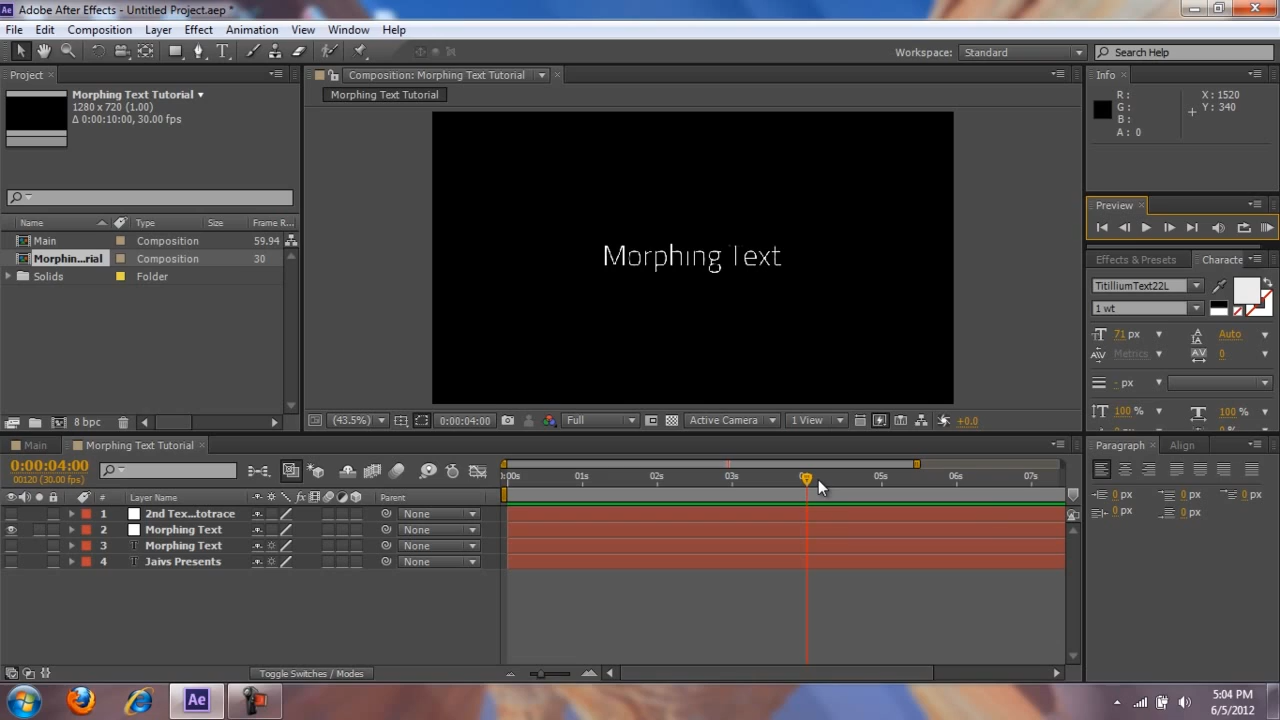 Adobe After Effects - Untitled Project.aep *
File Edit Composition Layer Effect Animation View Window Help
Workspace: Standard Search Help
Project Composition: Morphing Text Tutorial Info
Morphing Text Tutorial
1280 x 720 (1.00)
Δ 0:00:10:00, 30.00 fps
Morphing Text Tutorial
R :
G :
B :
A : 0
X : 1520
Y : 340
Name Type Size Frame R...
Main Composition 59.94
Morphin...rial Composition 30
Solids Folder
Morphing Text
Preview
Effects & Presets Characte
TitilliumText22L
1 wt
71 px Auto
Metrics 0
- px
100 % 100 %
8 bpc
(43.5%) 0:00:04:00 Full Active Camera 1 View +0.0
Main Morphing Text Tutorial
Paragraph Align
0:00:04:00
00120 (30.00 fps)
:00s 01s 02s 03s 05s 06s 07s
# Layer Name Parent
1 2nd Tex...totrace None
2 Morphing Text None
3 Morphing Text None
4 Jaivs Presents None
0 px 0 px 0 px
0 px 0 px
Toggle Switches / Modes
Ae
5:04 PM
6/5/2012